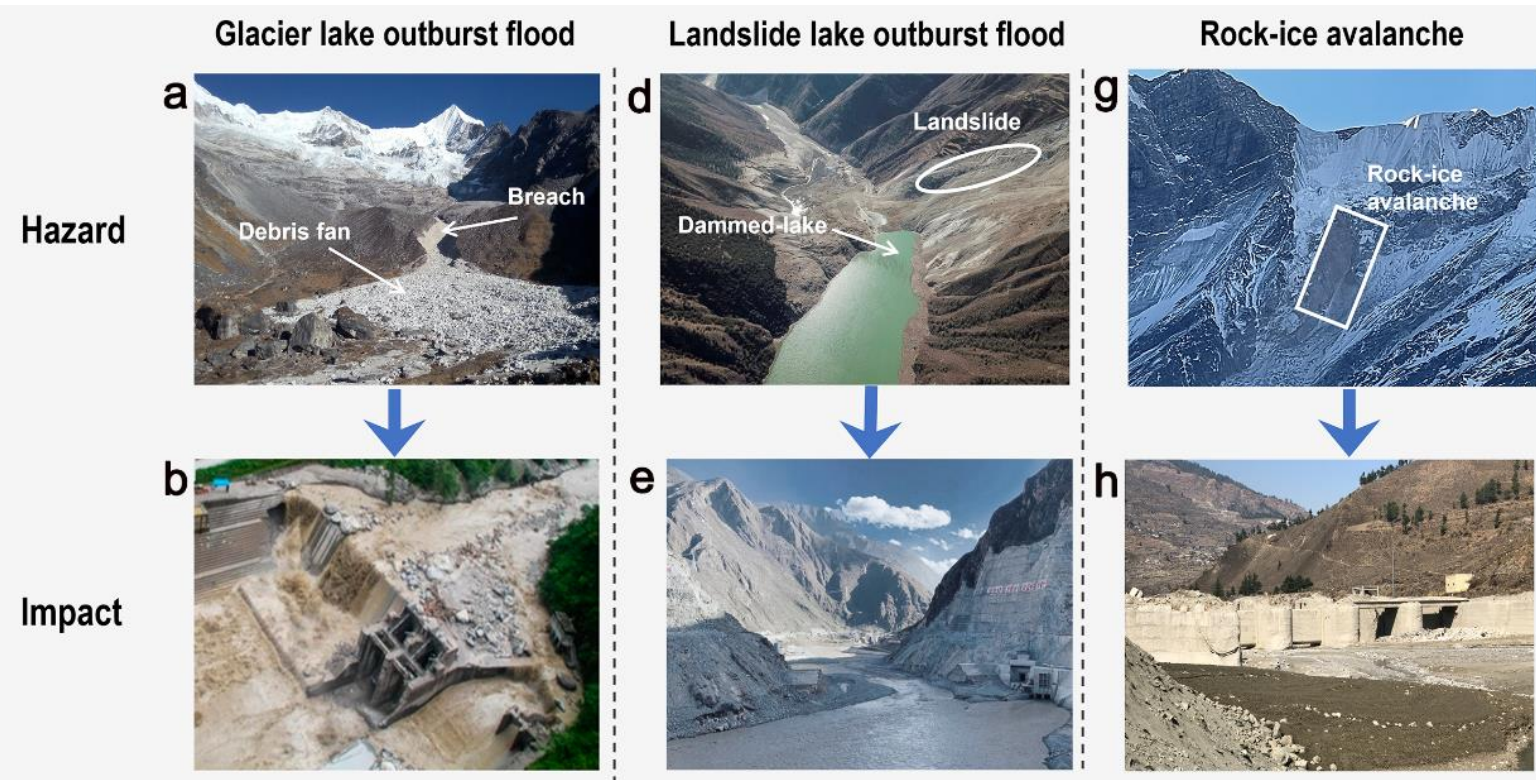 Glacier lake outburst flood
Landslide lake outburst flood
Rock-ice avalanche
Hazard
a
Breach
Debris fan
d
Landslide
Dammed-lake
g
Rock-ice
avalanche
Impact
b
e
h